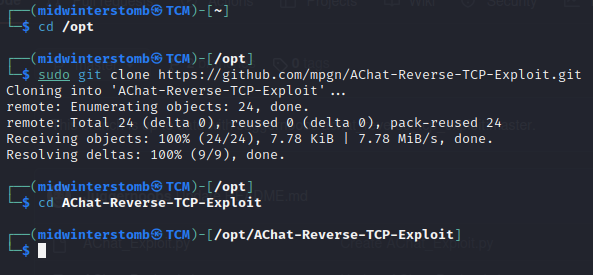 ┌──(midwinterstomb㉿TCM)-[~]
└─$ cd /opt
┌──(midwinterstomb㉿TCM)-[/opt]
└─$ sudo git clone https://github.com/mpgn/AChat-Reverse-TCP-Exploit.git
Cloning into 'AChat-Reverse-TCP-Exploit'...
remote: Enumerating objects: 24, done.
remote: Total 24 (delta 0), reused 0 (delta 0), pack-reused 24
Receiving objects: 100% (24/24), 7.78 KiB | 7.78 MiB/s, done.
Resolving deltas: 100% (9/9), done.
┌──(midwinterstomb㉿TCM)-[/opt]
└─$ cd AChat-Reverse-TCP-Exploit
┌──(midwinterstomb㉿TCM)-[/opt/AChat-Reverse-TCP-Exploit]
└─$